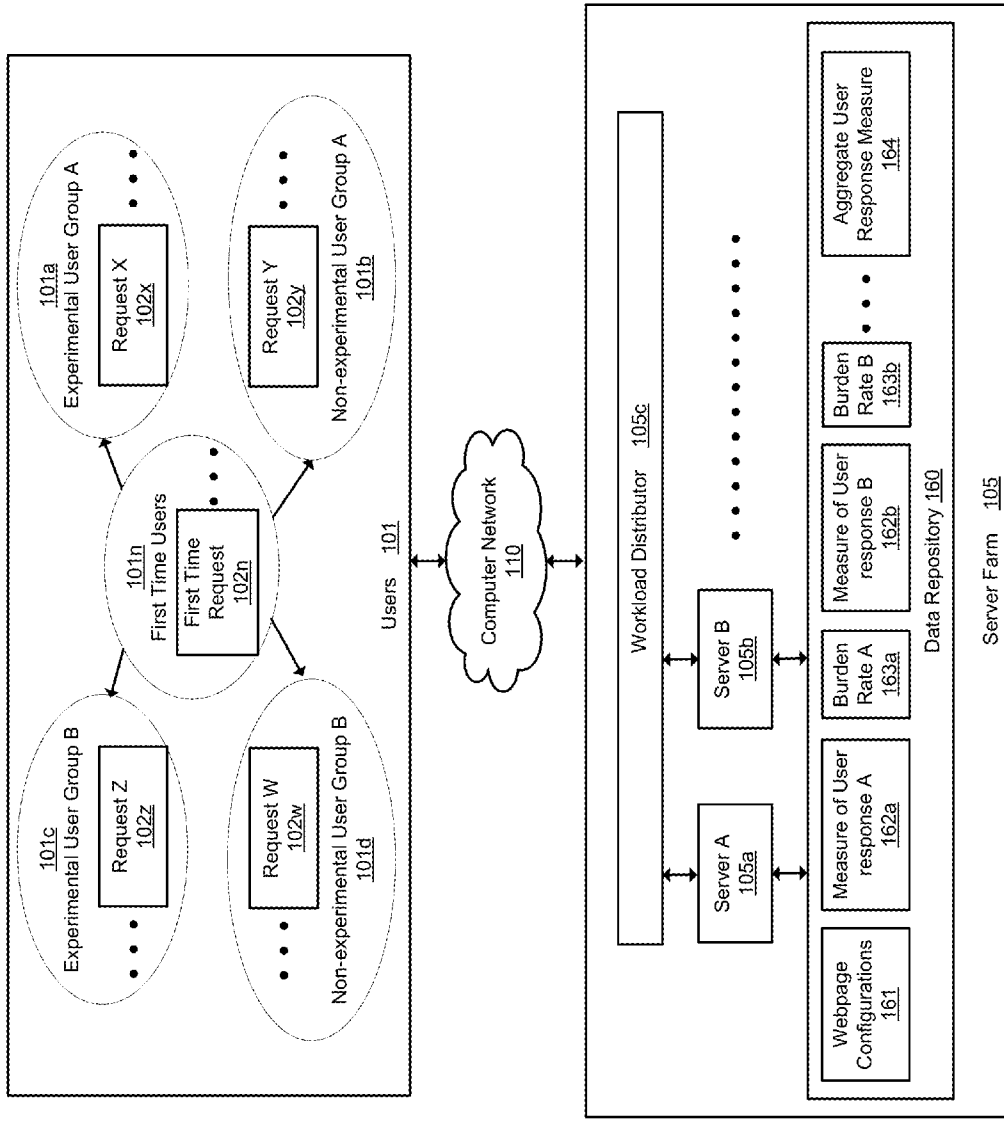 101c
Experimental User Group B
Request Z
102z
Non-experimental User Group B
101d
Request W
102w
101n
First Time Users
First Time
Request
102n
101a
Experimental User Group A
Request X
102x
Request Y
102y
Non-experimental User Group A
101b
Users 101
Computer Network
110
Workload Distributor 105c
Server A
105a
Server B
105b
Webpage
Configurations
161
Measure of User
response A
162a
Burden
Rate A
163a
Measure of User
response B
162b
Burden
Rate B
163b
Aggregate User
Response Measure
164
Data Repository 160
Server Farm 105